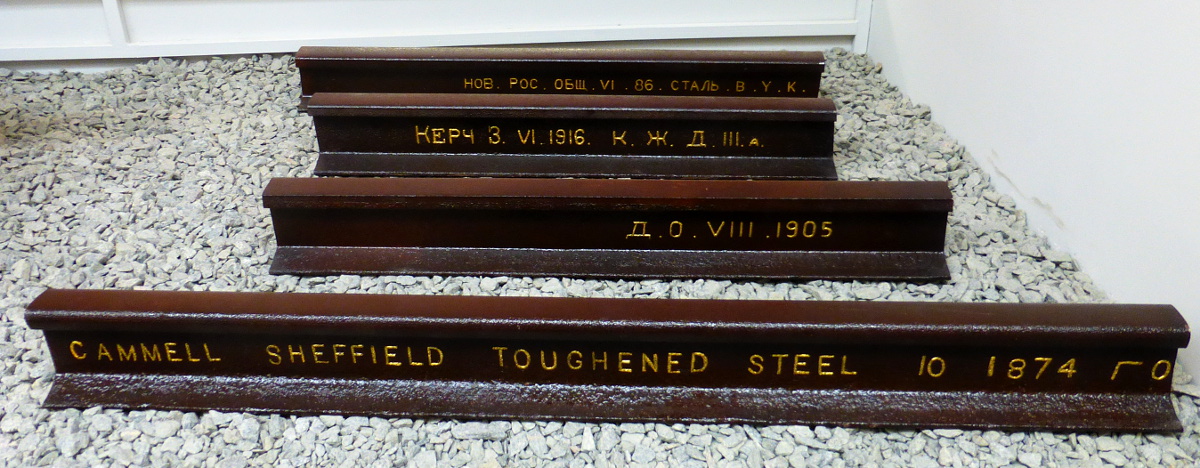 НОВ. РОС. ОБЩ. VI. 86. СТАЛЬ. В. Y. К.
КЕРЧ З. VI. 1916. К. Ж. Д. III. А.
Д. О. VIII. 1905
CAMMELL SHEFFIELD TOUGHENED STEEL 10 1874 ГО